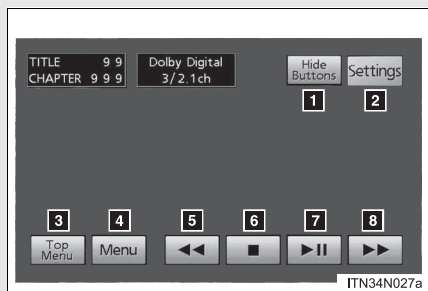 TITLE 9 9
CHAPTER 9 9 9
Dolby Digital
3/2.1ch
Hide
Buttons
Settings
1
2
3
4
5
6
7
8
Top
Menu
Menu
ITN34N027a